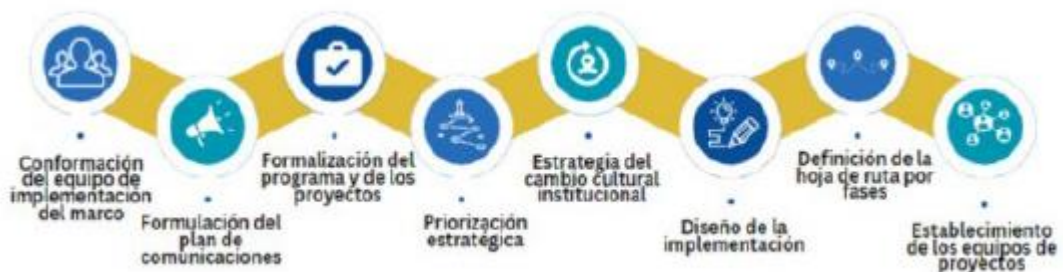 Conformación
del equipo de
implementación
del marco
Formulación del
plan de
comunicaciones
Formalización del
programa y de los
proyectos
Priorización
estratégica
Estrategia del
cambio cultural
institucional
Diseño de la
implementación
Definición de la
hoja de ruta por
fases
Establecimiento
de los equipos de
proyectos